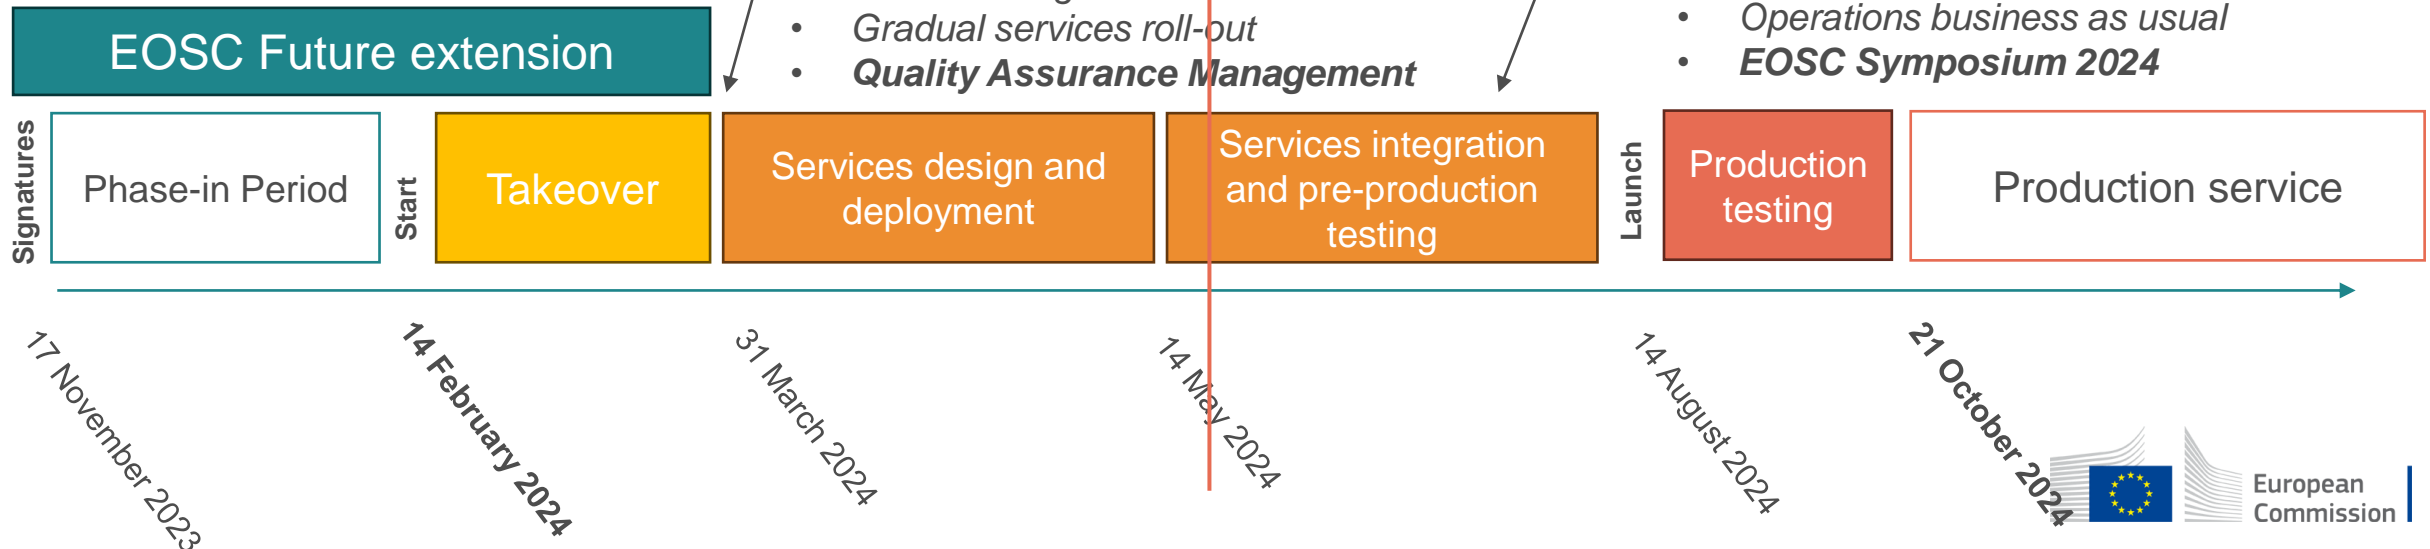 • Gradual services roll-out
• Quality Assurance Management
• Operations business as usual
• EOSC Symposium 2024
EOSC Future extension
Signatures
Phase-in Period
Start
Takeover
Services design and
deployment
Services integration
and pre-production
testing
Launch
Production
testing
Production service
17 November 2023
14 February 2024
31 March 2024
14 May 2024
14 August 2024
21 October 2024
European
Commission